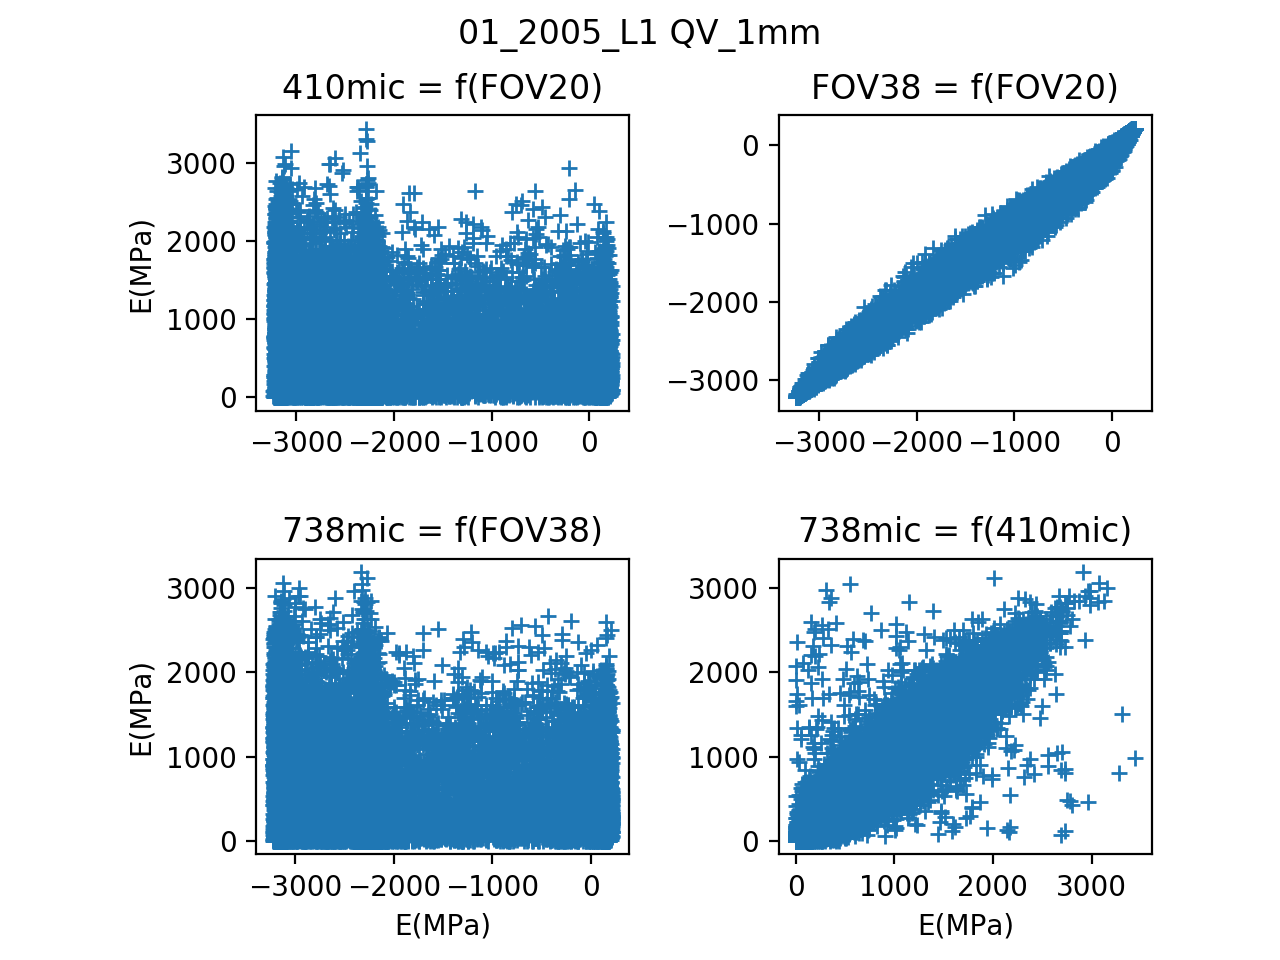 01_2005_L1 QV_1mm
410mic = f(FOV20)
E(MPa)
3000
2000
1000
0
−3000 −2000 −1000 0
FOV38 = f(FOV20)
0
−1000
−2000
−3000
−3000 −2000 −1000 0
738mic = f(FOV38)
E(MPa)
3000
2000
1000
0
−3000 −2000 −1000 0
E(MPa)
738mic = f(410mic)
3000
2000
1000
0
0 1000 2000 3000
E(MPa)